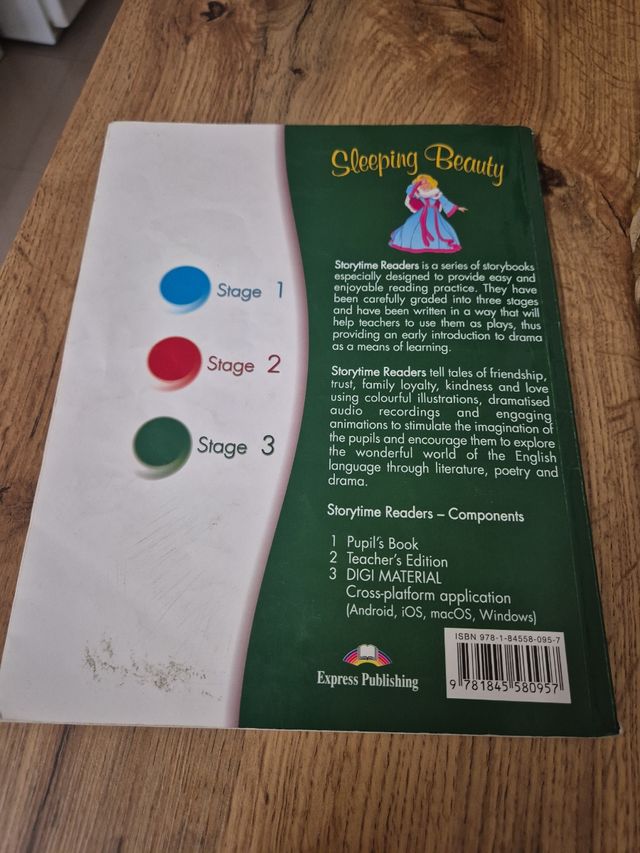 Sleeping Beauty
Stage 1
Stage 2
Stage 3
Storytime Readers is a series of storybooks
especially designed to provide easy and
enjoyable reading practice. They have
been carefully graded into three stages
and have been written in a way that will
help teachers to use them as plays, thus
providing an early introduction to drama
as a means of learning.
Storytime Readers tell tales of friendship,
trust, family loyalty, kindness and love
using colourful illustrations, dramatised
audio recordings and engaging
animations to stimulate the imagination of
the pupils and encourage them to explore
the wonderful world of the English
language through literature, poetry and
drama.
Storytime Readers – Components
1 Pupil's Book
2 Teacher's Edition
3 DIGI MATERIAL
Cross-platform application
(Android, iOS, macOS, Windows)
Express Publishing
ISBN 978-1-84558-095-7
9 781845 580957